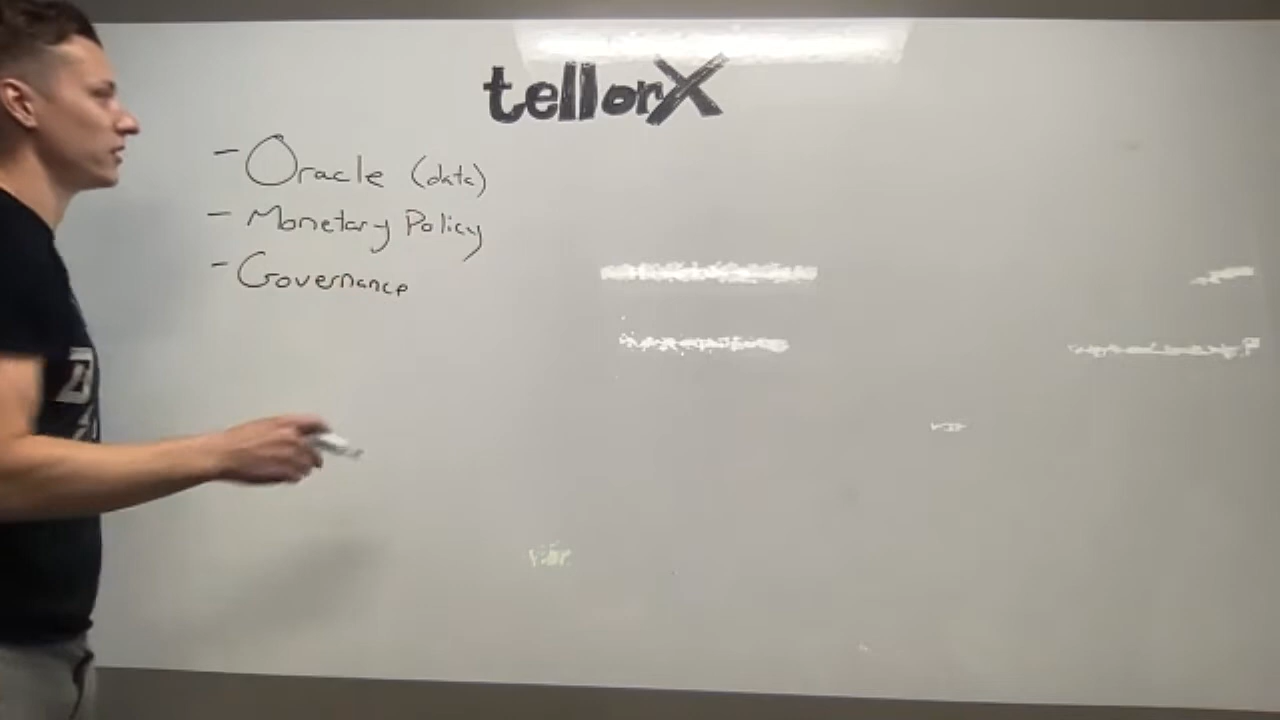 tellorX
- Oracle (data)
- Monetary Policy
- Governance